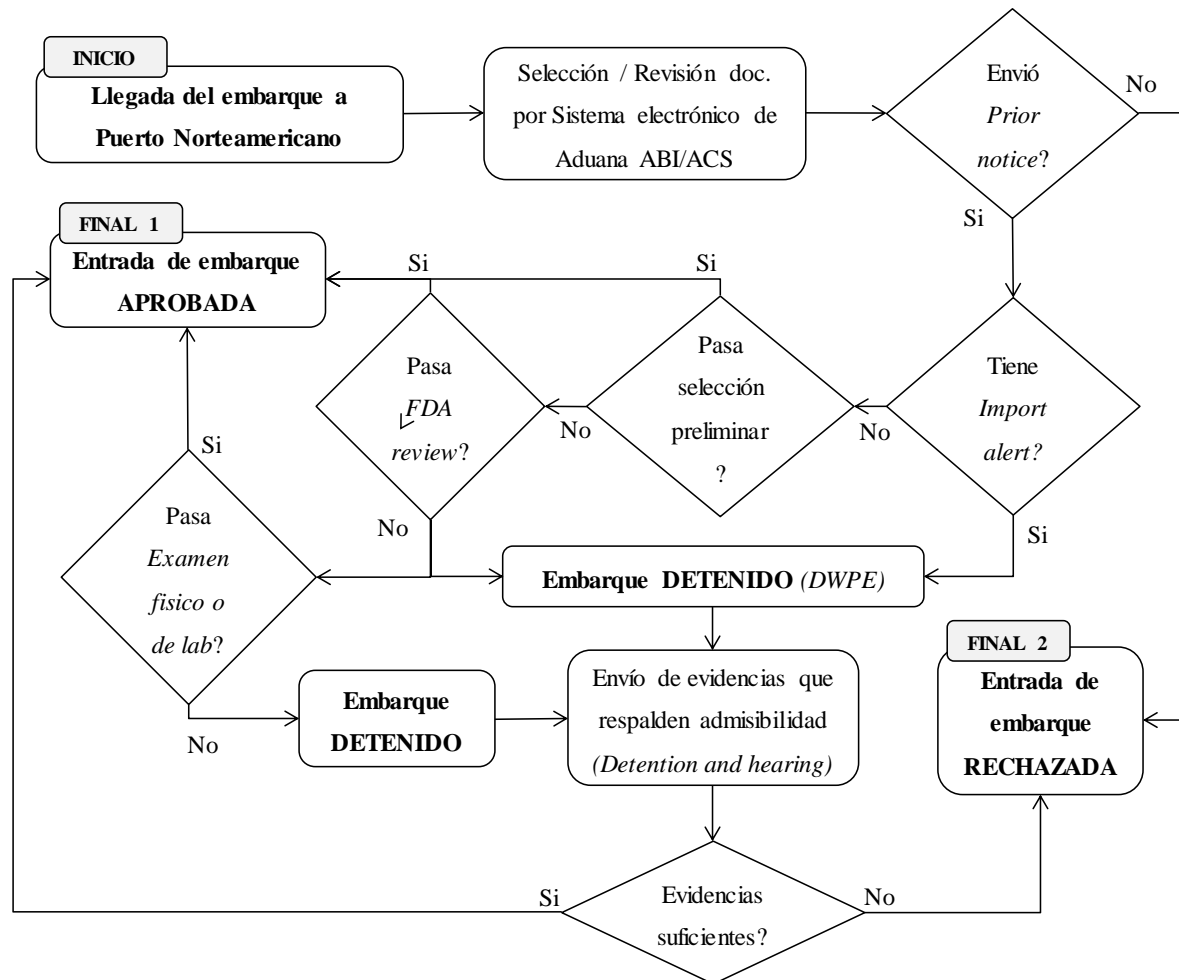 INICIO
Llegada del embarque a
Puerto Norteamericano
Selección / Revisión doc.
por Sistema electrónico de
Aduana ABI/ACS
Envió
Prior
notice?
No
Si
FINAL 1
Entrada de embarque
APROBADA
Si
Si
Pasa
FDA
review?
No
Pasa
selección
preliminar
?
No
Tiene
Import
alert?
Si
No
Si
Pasa
Examen
fisico o
de lab?
No
Embarque DETENIDO (DWPE)
Embarque
DETENIDO
Envío de evidencias que
respalden admisibilidad
(Detention and hearing)
FINAL 2
Entrada de
embarque
RECHAZADA
Si
Evidencias
suficientes?
No